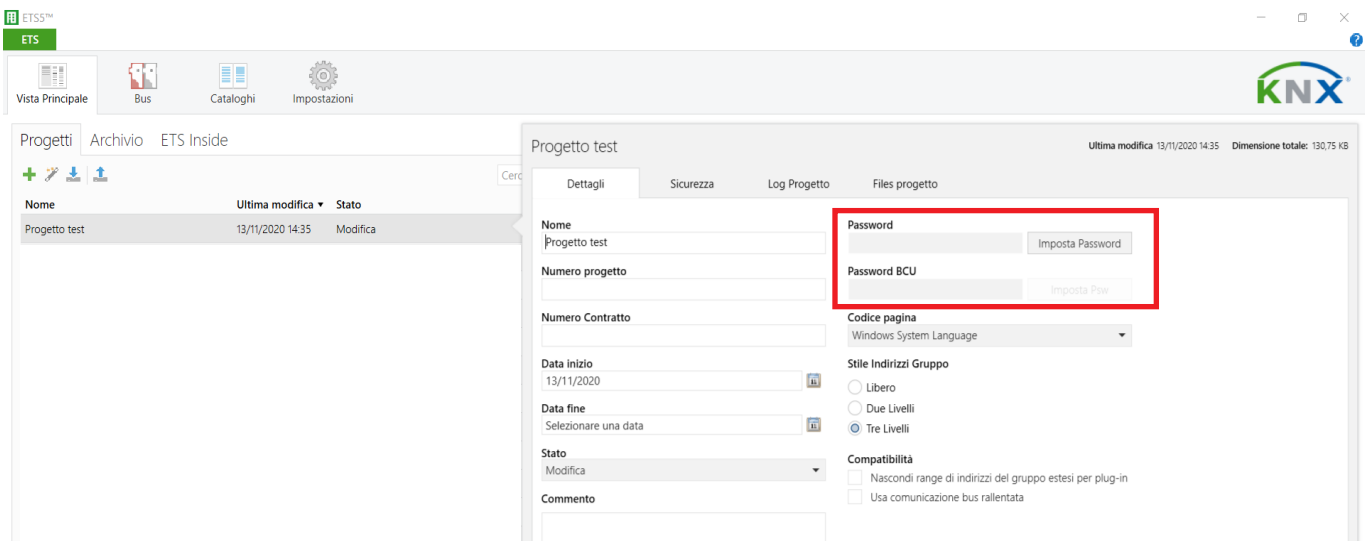 ETS5™
ETS
Vista Principale
Bus
Cataloghi
Impostazioni
KNX
Progetti Archivio ETS Inside
Cerc
Nome Ultima modifica Stato
Progetto test 13/11/2020 14:35 Modifica
Progetto test
Ultima modifica 13/11/2020 14:35 Dimensione totale: 130,75 KB
Dettagli Sicurezza Log Progetto Files progetto
Nome
Progetto test
Numero progetto
Numero Contratto
Data inizio
13/11/2020
Data fine
Selezionare una data
Stato
Modifica
Commento
Password
Imposta Password
Password BCU
Imposta Psw
Codice pagina
Windows System Language
Stile Indirizzi Gruppo
Libero
Due Livelli
Tre Livelli
Compatibilità
Nascondi range di indirizzi del gruppo estesi per plug-in
Usa comunicazione bus rallentata